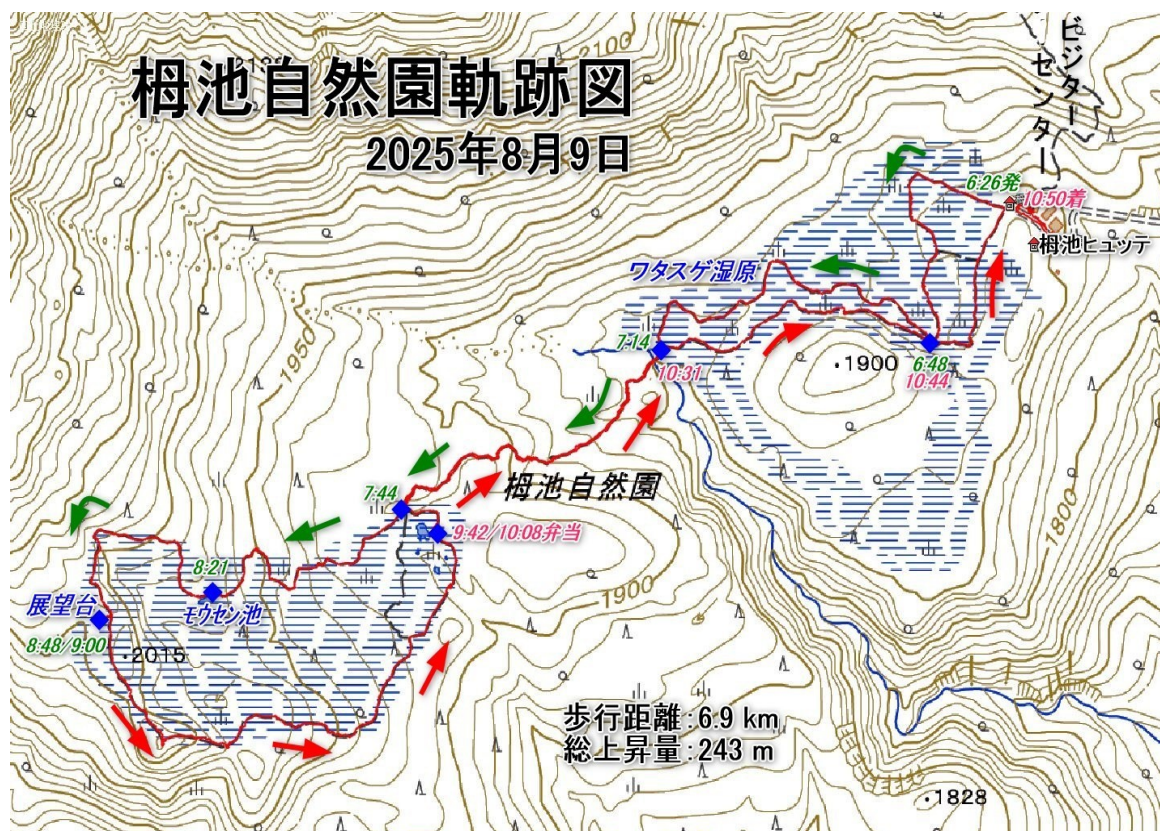 栂池自然園軌跡図
2025年8月9日
2100
ビジター
センター
6:26発
10:50着
栂池ヒュッテ
ワタスゲ湿原
7:14
10:31
1900
6:48
10:44
1950
7:44
栂池自然園
9:42/10:08弁当
1800
8:21
モウセン池
展望台
8:48/9:00
2015
1900
歩行距離:6.9 km
総上昇量:243 m
1828